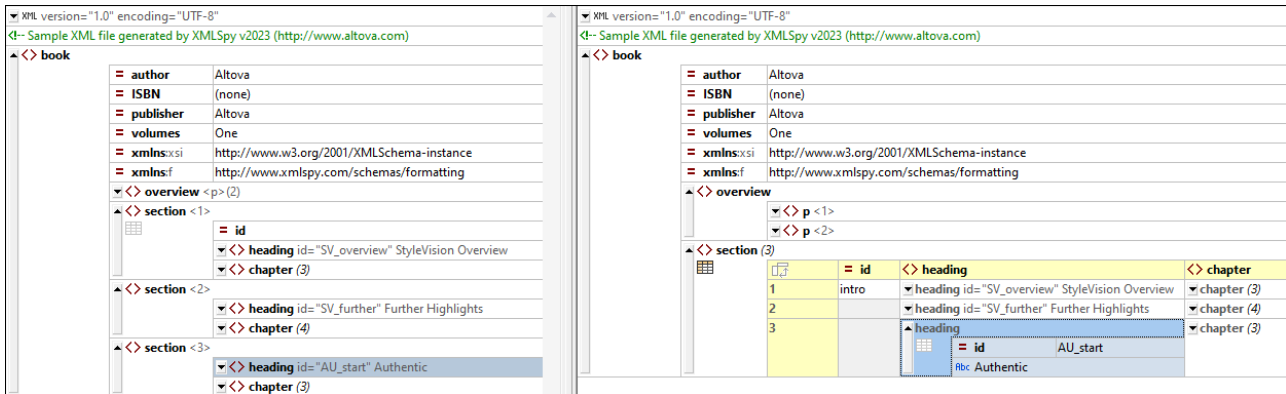 XML version="1.0" encoding="UTF-8"
<!-- Sample XML file generated by XMLSpy v2023 (http://www.altova.com)
<> book
= author Altova
= ISBN (none)
= publisher Altova
= volumes One
= xmlns:xsi http://www.w3.org/2001/XMLSchema-instance
= xmlns:f http://www.xmlspy.com/schemas/formatting
<> overview <p>(2)
<> section <1>
= id
<> heading id="SV_overview" StyleVision Overview
<> chapter (3)
<> section <2>
<> heading id="SV_further" Further Highlights
<> chapter (4)
<> section <3>
<> heading id="AU_start" Authentic
<> chapter (3)
XML version="1.0" encoding="UTF-8"
<!-- Sample XML file generated by XMLSpy v2023 (http://www.altova.com)
<> book
= author Altova
= ISBN (none)
= publisher Altova
= volumes One
= xmlns:xsi http://www.w3.org/2001/XMLSchema-instance
= xmlns:f http://www.xmlspy.com/schemas/formatting
<> overview
<> p <1>
<> p <2>
<> section (3)
= id <> heading <> chapter
1 intro heading id="SV_overview" StyleVision Overview chapter (3)
2 heading id="SV_further" Further Highlights chapter (4)
3 heading chapter (3)
= id AU_start
Abc Authentic